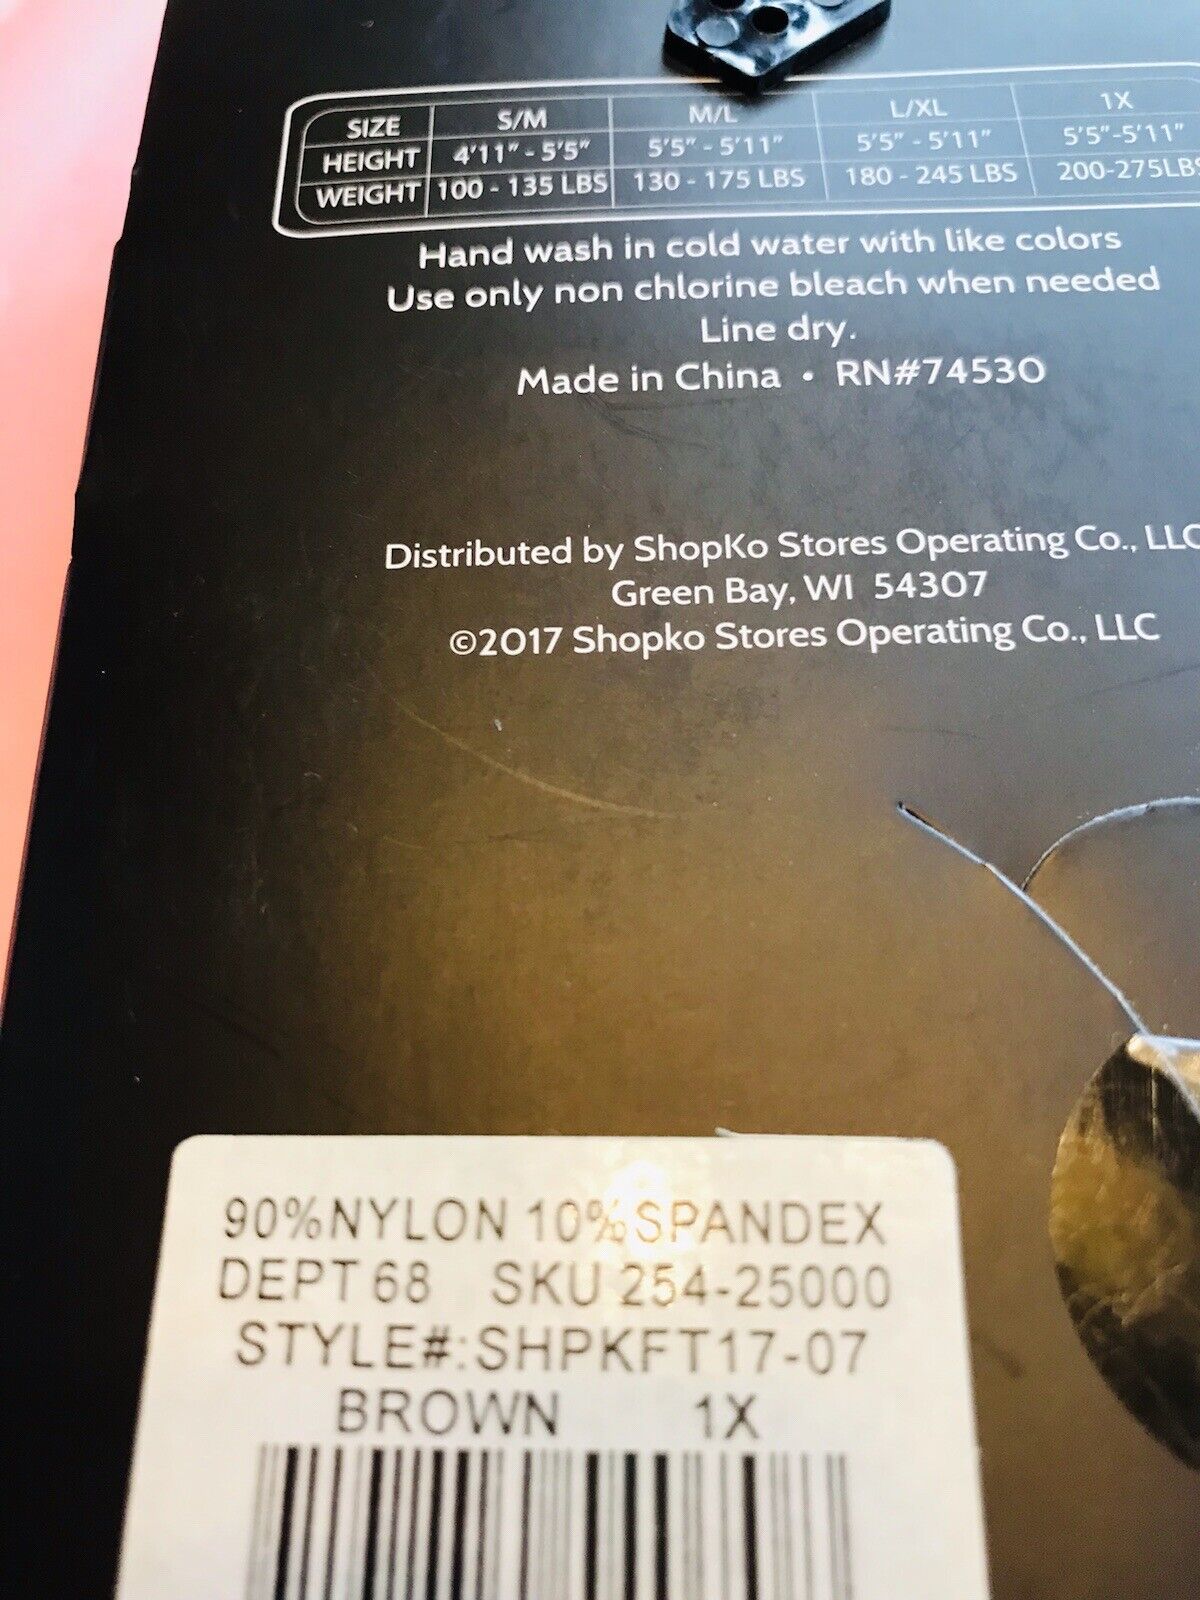 SIZE S/M M/L L/XL 1X
HEIGHT 4'11" - 5'5" 5'5" - 5'11" 5'5" - 5'11" 5'5"-5'11"
WEIGHT 100 - 135 LBS 130 - 175 LBS 180 - 245 LBS 200-275LBS
Hand wash in cold water with like colors
Use only non chlorine bleach when needed
Line dry.
Made in China • RN#74530
Distributed by ShopKo Stores Operating Co., LLC
Green Bay, WI 54307
©2017 Shopko Stores Operating Co., LLC
90%NYLON 10%SPANDEX
DEPT 68 SKU 254-25000
STYLE#:SHPKFT17-07
BROWN 1X